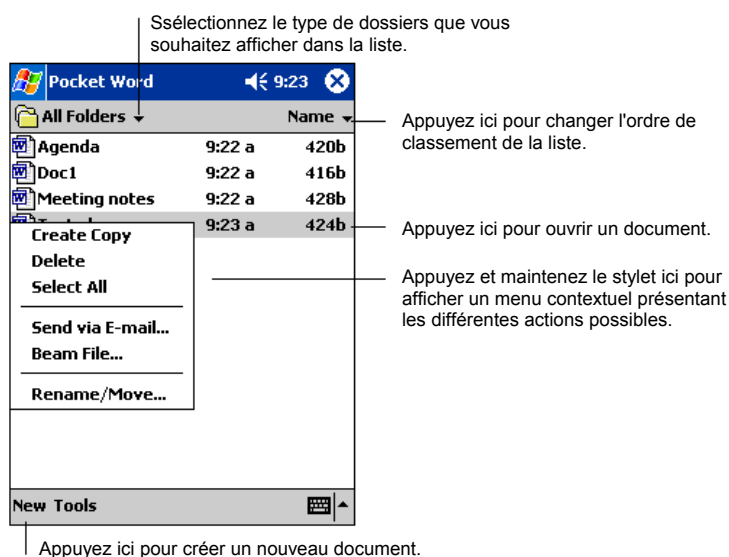 Ssélectionnez le type de dossiers que vous
souhaitez afficher dans la liste.
Pocket Word 9:23
All Folders Name
Appuyez ici pour changer l'ordre de
classement de la liste.
Agenda 9:22 a 420b
Doc1 9:22 a 416b
Meeting notes 9:22 a 428b
9:23 a 424b
Appuyez ici pour ouvrir un document.
Create Copy
Delete
Select All
Send via E-mail...
Beam File...
Rename/Move...
Appuyez et maintenez le stylet ici pour
afficher un menu contextuel présentant
les différentes actions possibles.
New Tools
Appuyez ici pour créer un nouveau document.